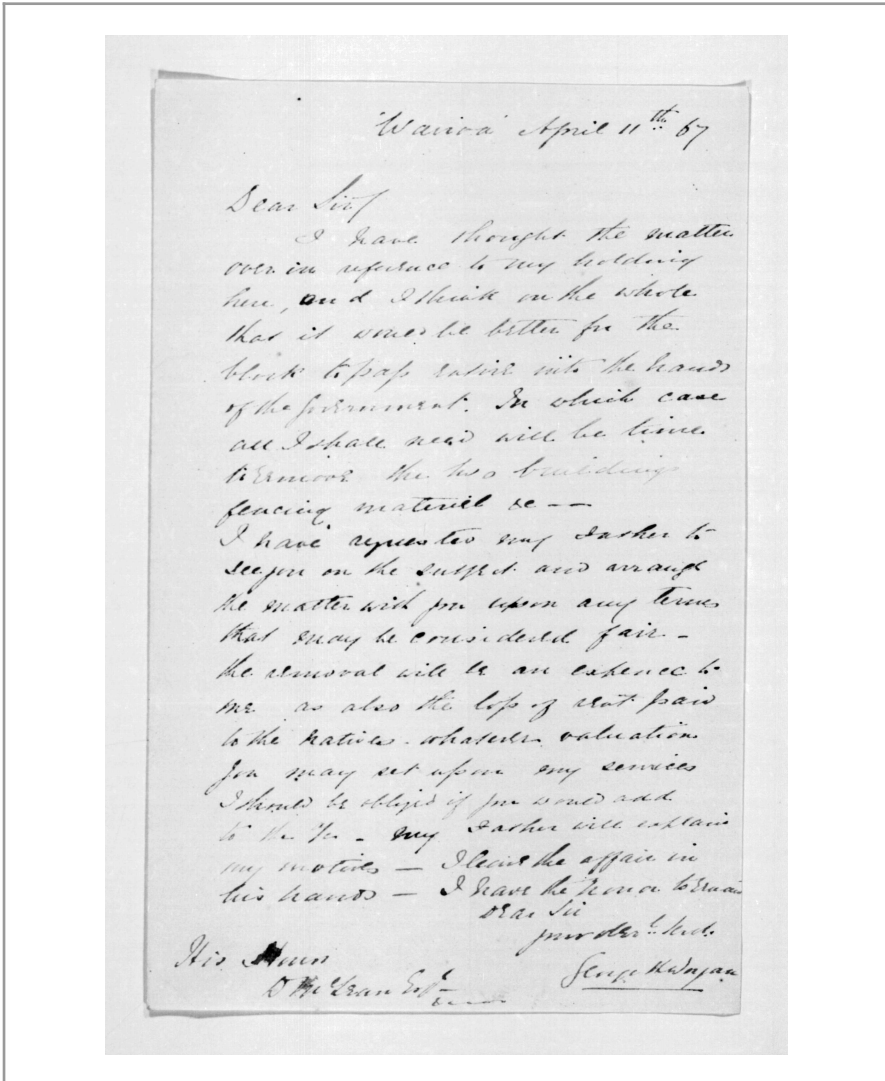 "Wairoa" April 11th 67
Dear Sir/
I have thought the matter
over in reference to my holding
here, and I think on the whole
that it would be better for the
block to pass entire into the hands
of the Government. In which case
all I shall need will be time
to remove the two buildings
fencing material &c --
I have requested my Father to
see you on the subject and arrange
the matter with you upon any terms
that may be considered fair -
the removal will be an expence to
me as also the loss of rent paid
to the natives. whatever valuation
you may set upon my services
I should be obliged if you would add
to the - my Father will explain
my motives - I leave the affair in
his hands - I have the honor to remain
Dear Sir
your obdt. Servt.
George H Worgan
His Honor
D McLean Esqr